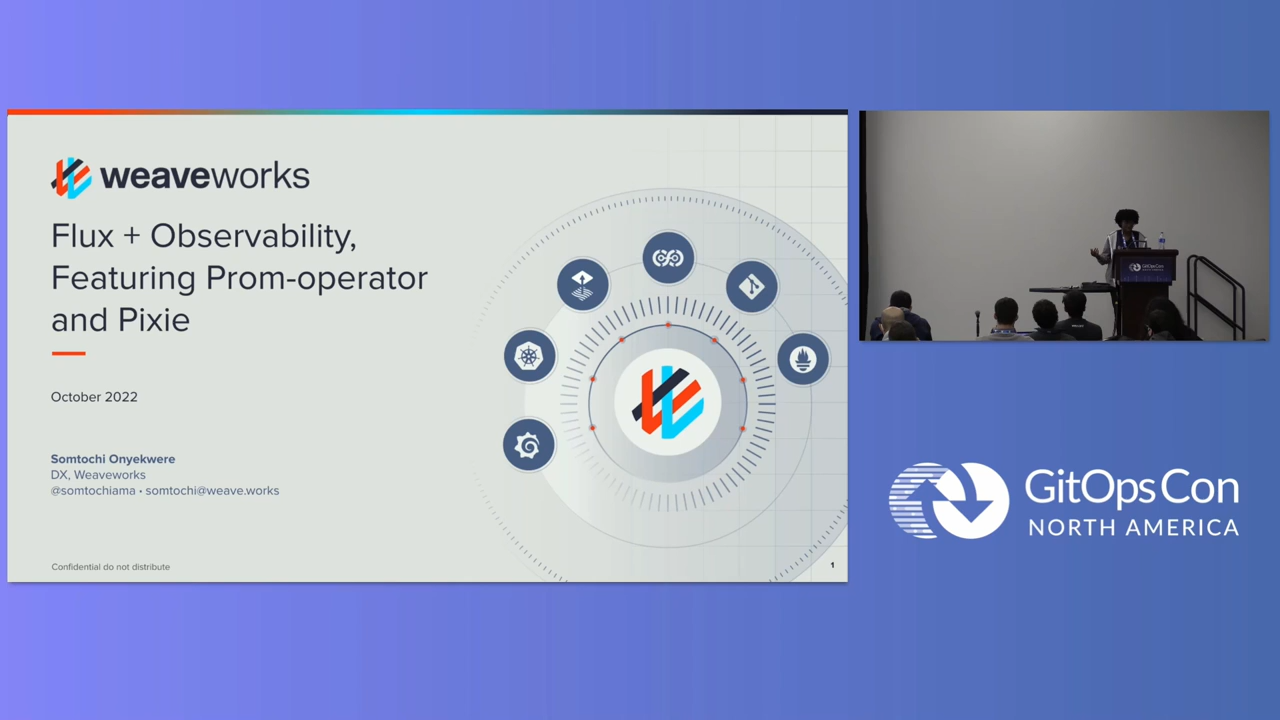 weaveworks
Flux + Observability,
Featuring Prom-operator
and Pixie
October 2022
Somtochi Onyekwere
DX, Weaveworks
@somtochiama • somtochi@weave.works
Confidential do not distribute
1
GitOpsCon
GitOpsCon
NORTH AMERICA